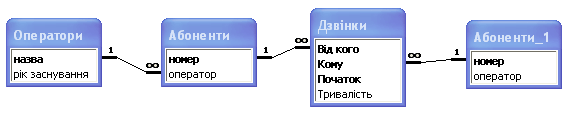 Оператори
назва
рік заснування
1
∞
Абоненти
номер
оператор
1
∞
Дзвінки
Від кого
Кому
Початок
Тривалість
∞
1
Абоненти_1
номер
оператор